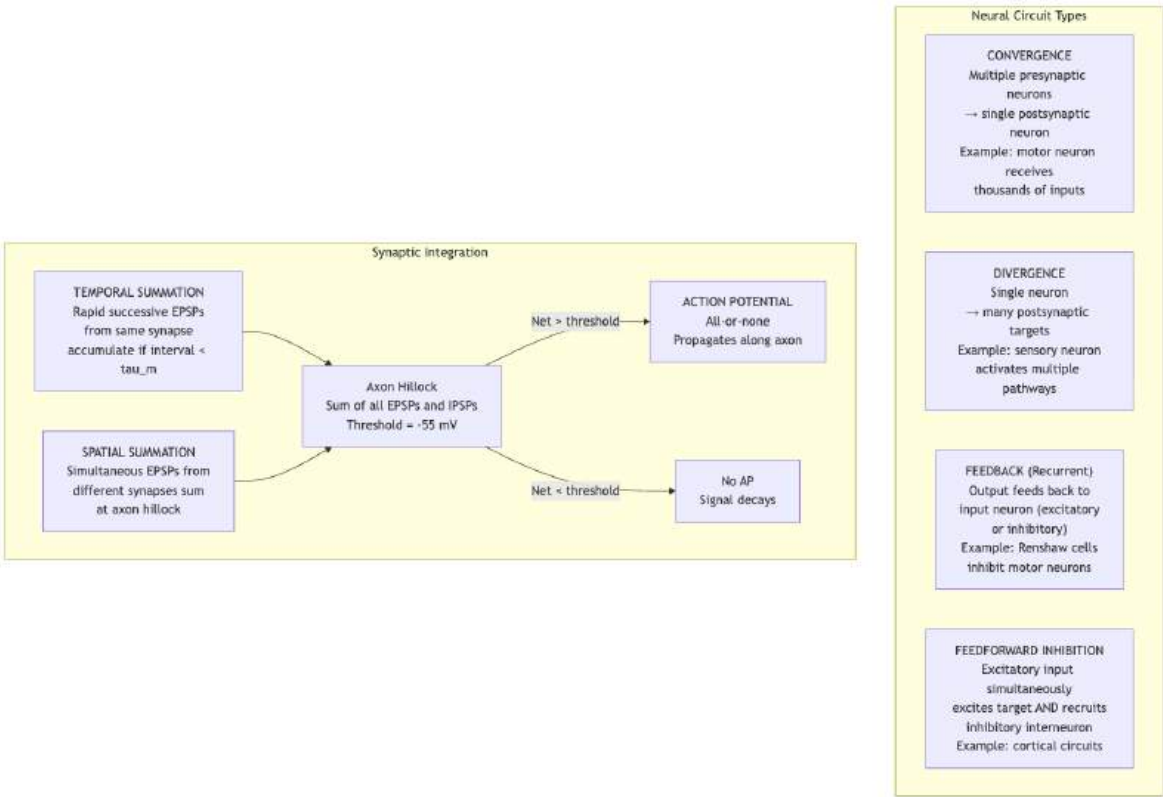 Synaptic Integration
TEMPORAL SUMMATION
Rapid successive EPSPs
from same synapse
accumulate if interval <
tau_m
SPATIAL SUMMATION
Simultaneous EPSPs from
different synapses sum
at axon hillock
Axon Hillock
Sum of all EPSPs and IPSPs
Threshold = -55 mV
Net > threshold
Net < threshold
ACTION POTENTIAL
All-or-none
Propagates along axon
No AP
Signal decays
Neural Circuit Types
CONVERGENCE
Multiple presynaptic
neurons
→ single postsynaptic
neuron
Example: motor neuron
receives
thousands of inputs
DIVERGENCE
Single neuron
→ many postsynaptic
targets
Example: sensory neuron
activates multiple
pathways
FEEDBACK (Recurrent)
Output feeds back to
input neuron (excitatory
or inhibitory)
Example: Renshaw cells
inhibit motor neurons
FEEDFORWARD INHIBITION
Excitatory input
simultaneously
excites target AND recruits
inhibitory interneuron
Example: cortical circuits